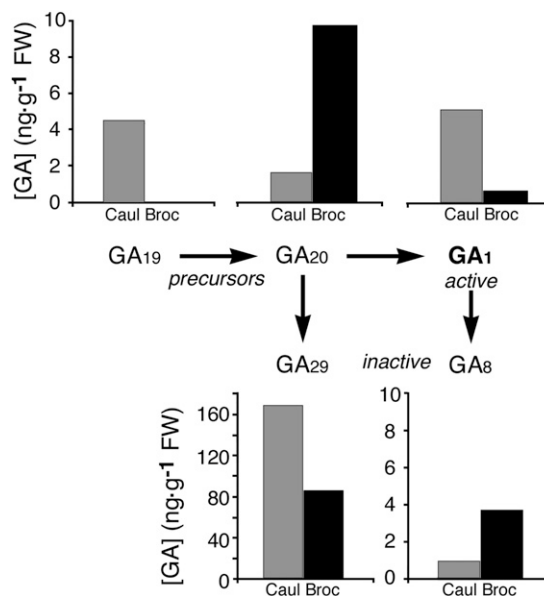 [GA] (ng·g-1 FW)
10
8
6
4
2
0
Caul Broc
Caul Broc
Caul Broc
GA19
GA20
GA1
precursors
active
GA29
inactive
GA8
[GA] (ng·g-1 FW)
160
120
80
40
0
Caul Broc
10
8
6
4
2
0
Caul Broc